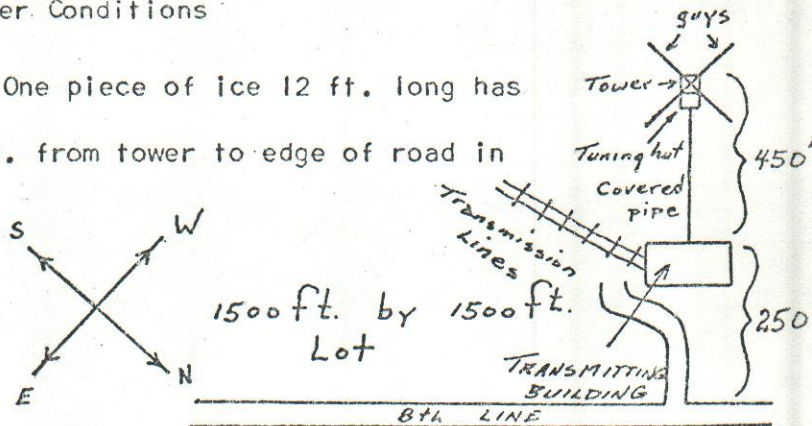 er Conditions
guys
One piece of ice 12 ft. long has
Tower
. from tower to edge of road in
Tuning hut
450'
Covered
pipe
Transmission
Lines
S
W
1500 ft. by 1500 ft.
Lot
250
E
N
TRANSMITTING
BUILDING
8th LINE